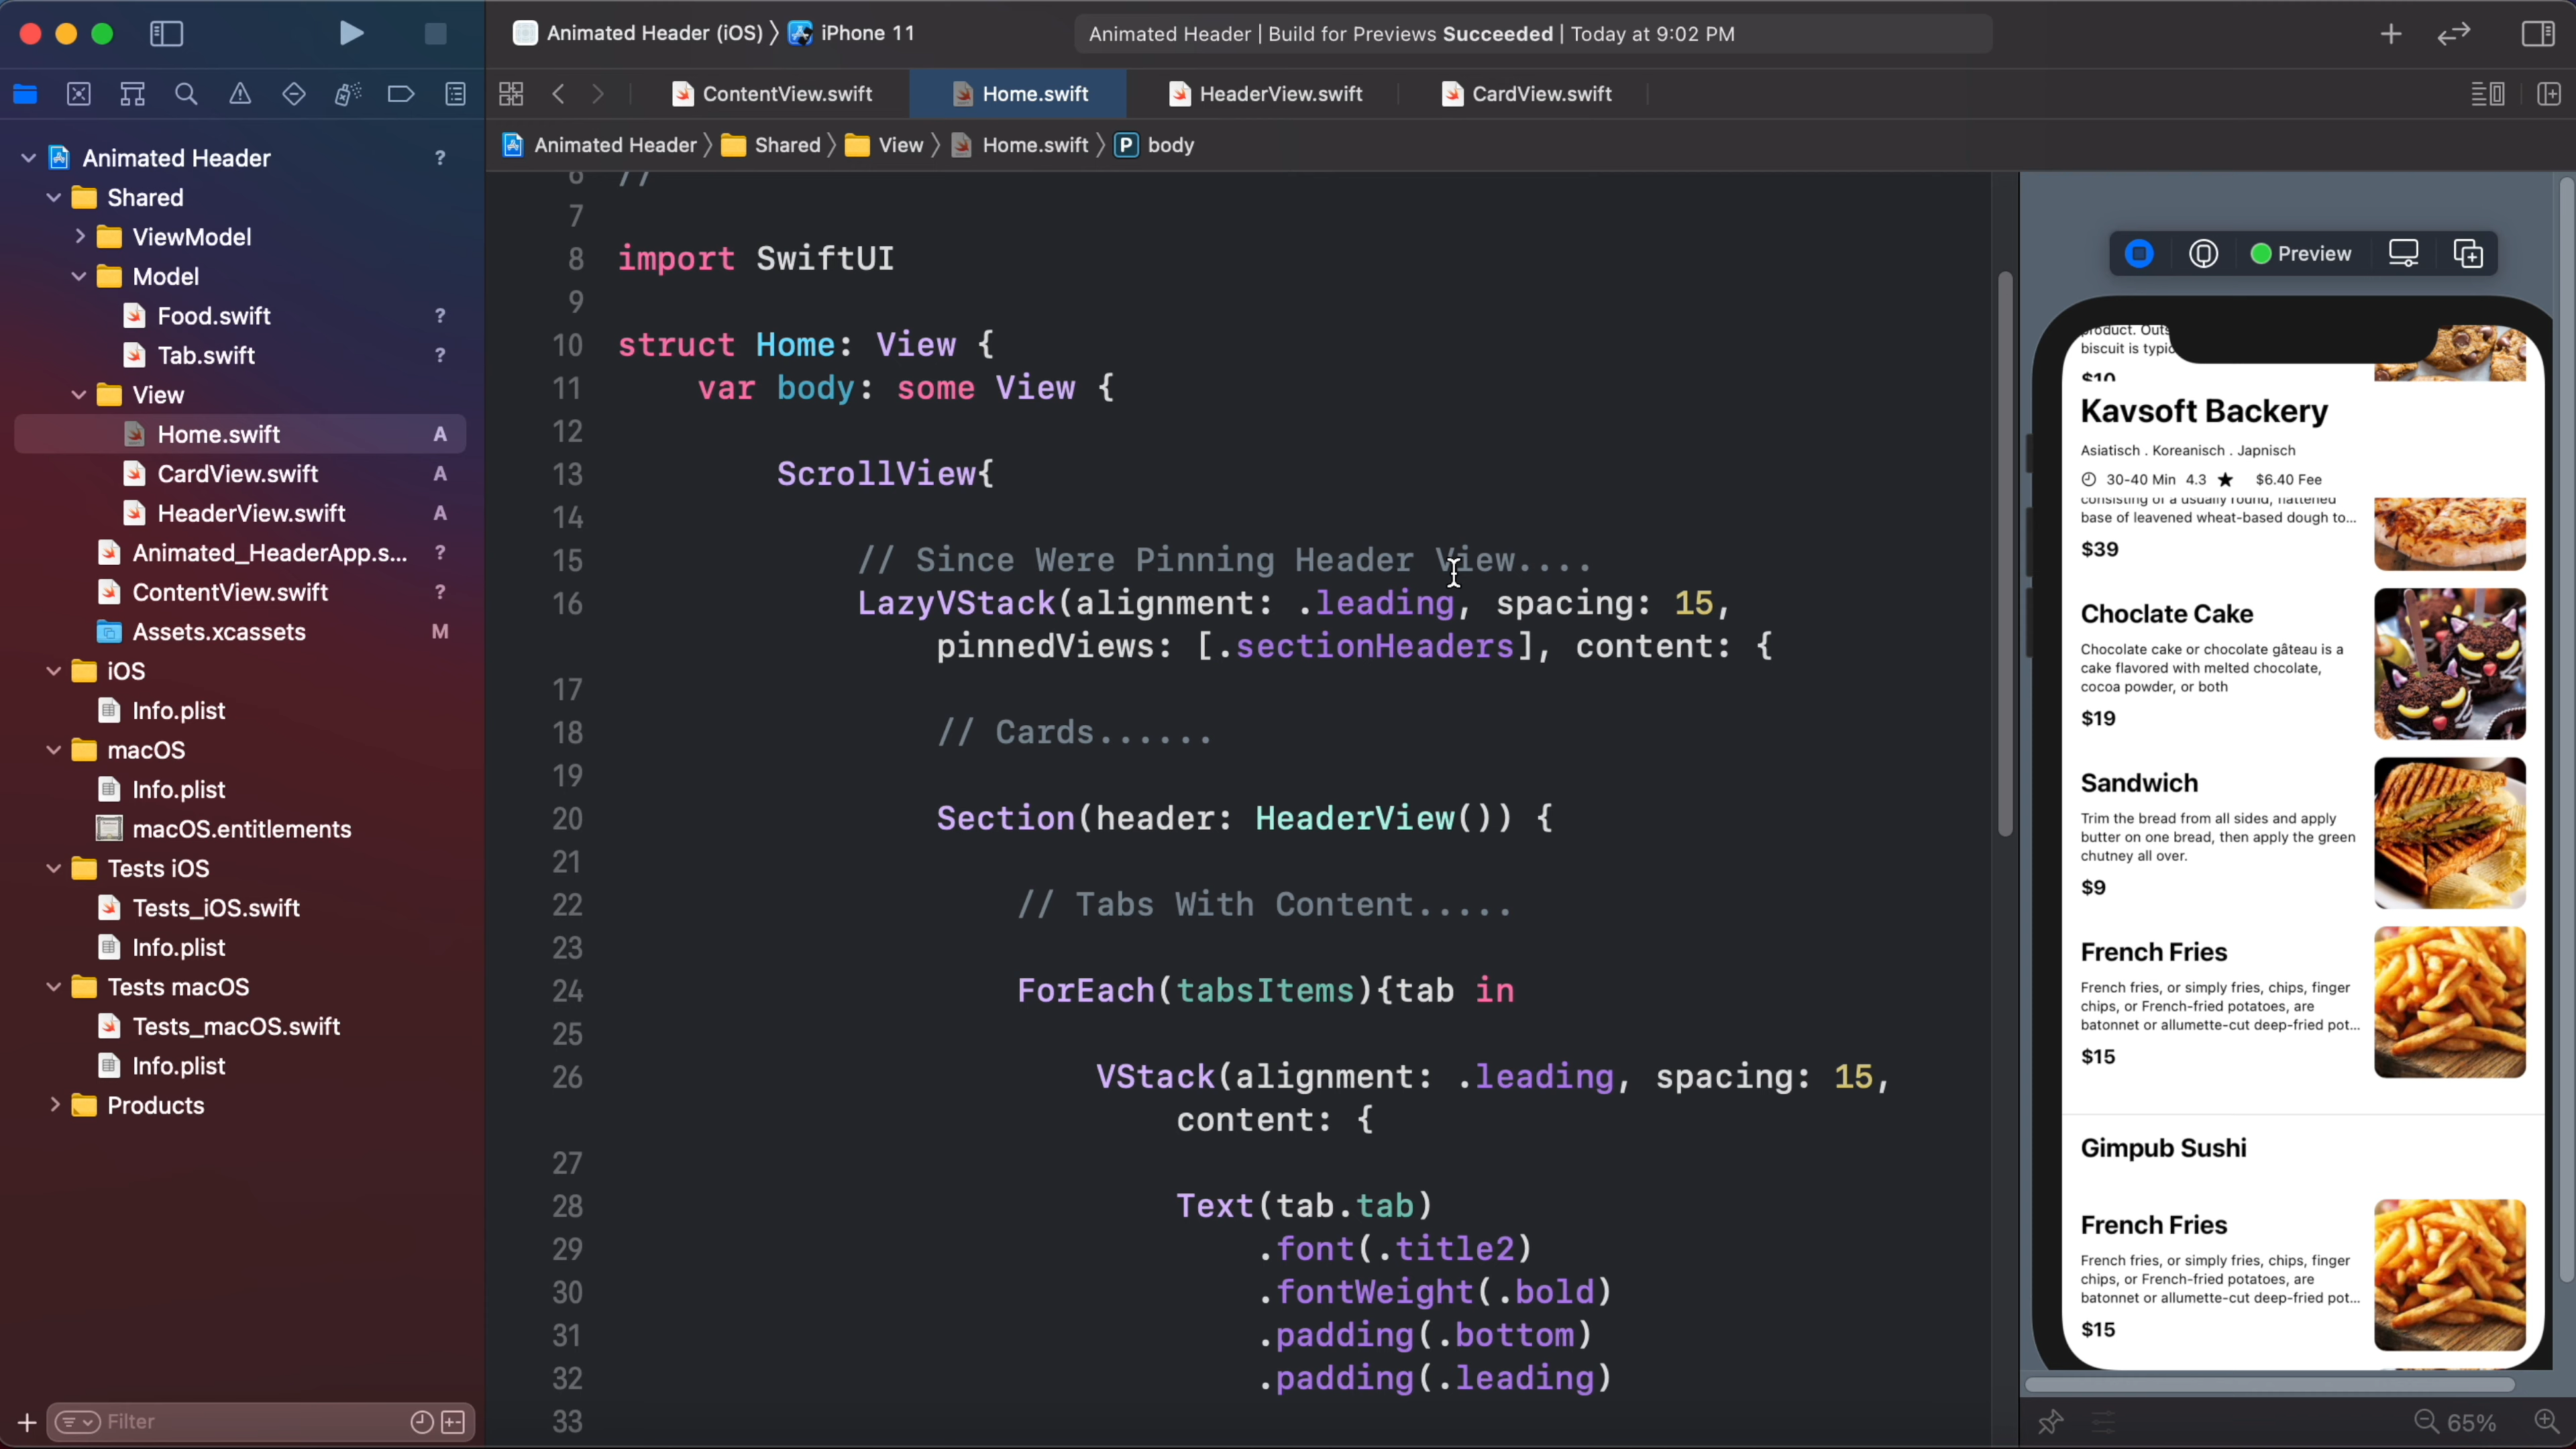 Animated Header (iOS) 〉 iPhone 11
Animated Header | Build for Previews Succeeded | Today at 9:02 PM
ContentView.swift
Home.swift
HeaderView.swift
CardView.swift
Animated Header 〉 Shared 〉 View 〉 Home.swift 〉 P body
Animated Header ?
Shared
ViewModel
Model
Food.swift ?
Tab.swift ?
View
Home.swift A
CardView.swift A
HeaderView.swift A
Animated_HeaderApp.s... ?
ContentView.swift ?
Assets.xcassets M
iOS
Info.plist
macOS
Info.plist
macOS.entitlements
Tests iOS
Tests_iOS.swift
Info.plist
Tests macOS
Tests_macOS.swift
Info.plist
Products
Filter
6 //
7
8 import SwiftUI
9
10 struct Home: View {
11 var body: some View {
12
13 ScrollView{
14
15 // Since Were Pinning Header View....
16 LazyVStack(alignment: .leading, spacing: 15,
pinnedViews: [.sectionHeaders], content: {
17
18 // Cards......
19
20 Section(header: HeaderView()) {
21
22 // Tabs With Content.....
23
24 ForEach(tabsItems){tab in
25
26 VStack(alignment: .leading, spacing: 15,
content: {
27
28 Text(tab.tab)
29 .font(.title2)
30 .fontWeight(.bold)
31 .padding(.bottom)
32 .padding(.leading)
33
Preview
product. Outs
biscuit is typic
$10
Kavsoft Backery
Asiatisch . Koreanisch . Japnisch
30-40 Min 4.3 ★ $6.40 Fee
consisting of a usually round, flattened
base of leavened wheat-based dough to...
$39
Choclate Cake
Chocolate cake or chocolate gâteau is a
cake flavored with melted chocolate,
cocoa powder, or both
$19
Sandwich
Trim the bread from all sides and apply
butter on one bread, then apply the green
chutney all over.
$9
French Fries
French fries, or simply fries, chips, finger
chips, or French-fried potatoes, are
batonnet or allumette-cut deep-fried pot...
$15
Gimpub Sushi
French Fries
French fries, or simply fries, chips, finger
chips, or French-fried potatoes, are
batonnet or allumette-cut deep-fried pot...
$15
65%